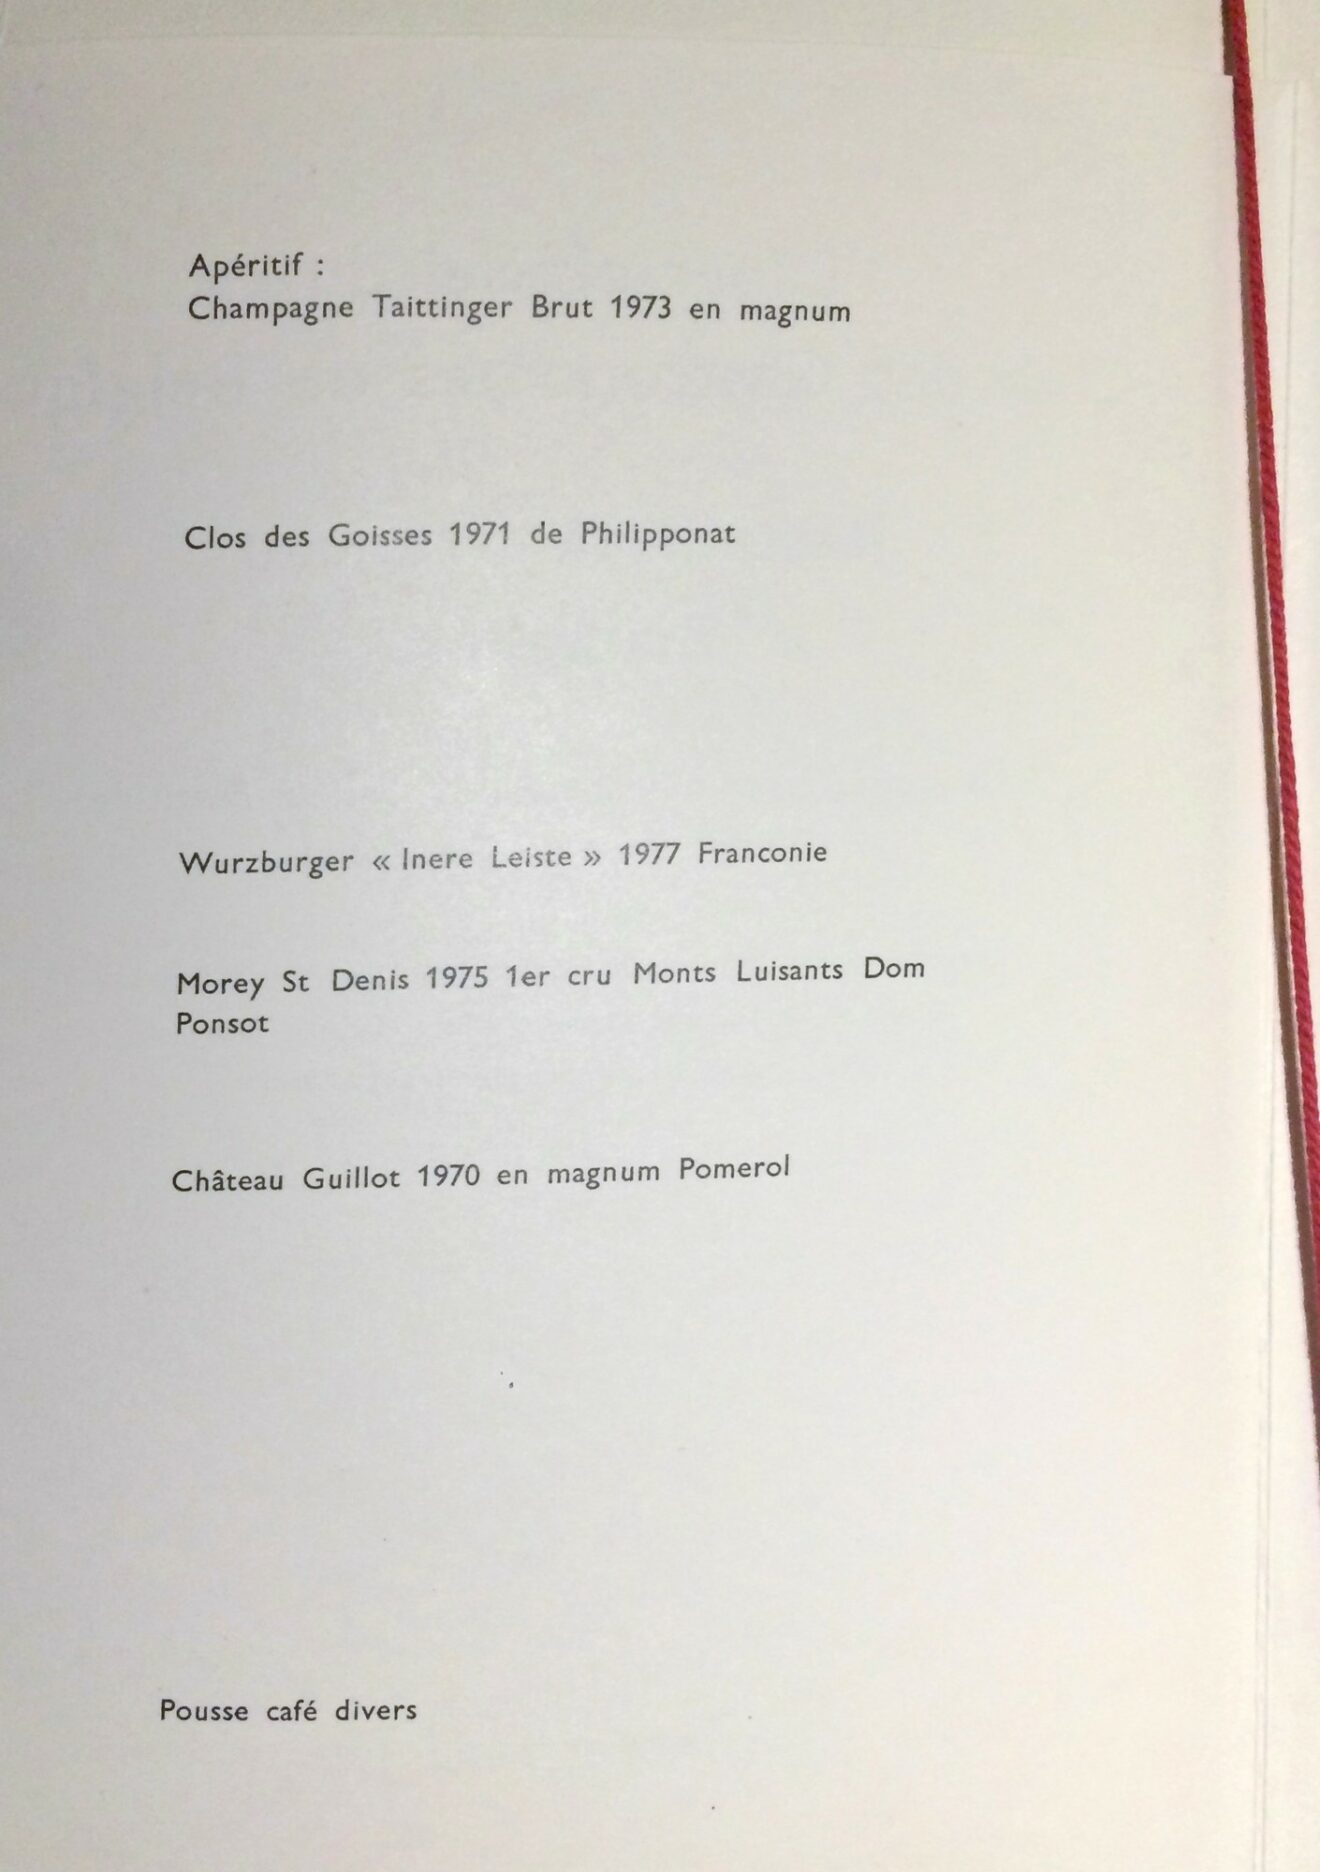 Apéritif :
Champagne Taittinger Brut 1973 en magnum
Clos des Goisses 1971 de Philipponat
Wurzburger « Inere Leiste » 1977 Franconie
Morey St Denis 1975 1er cru Monts Luisants Dom
Ponsot
Château Guillot 1970 en magnum Pomerol
Pousse café divers